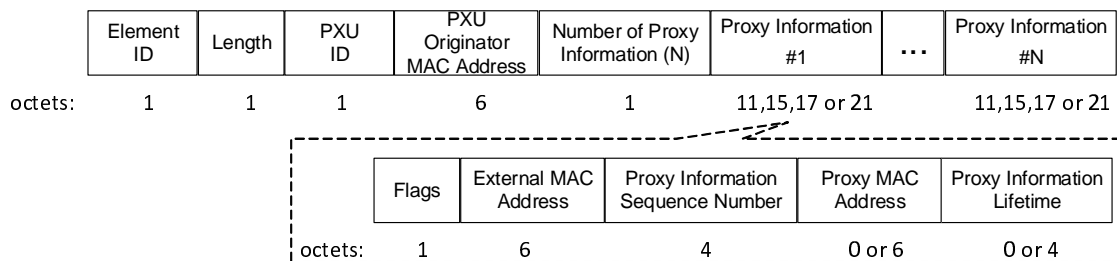 Element ID
Length
PXU ID
PXU Originator MAC Address
Number of Proxy Information (N)
Proxy Information #1
...
Proxy Information #N
octets: 1 1 1 6 1 11,15,17 or 21 11,15,17 or 21
Flags
External MAC Address
Proxy Information Sequence Number
Proxy MAC Address
Proxy Information Lifetime
octets: 1 6 4 0 or 6 0 or 4